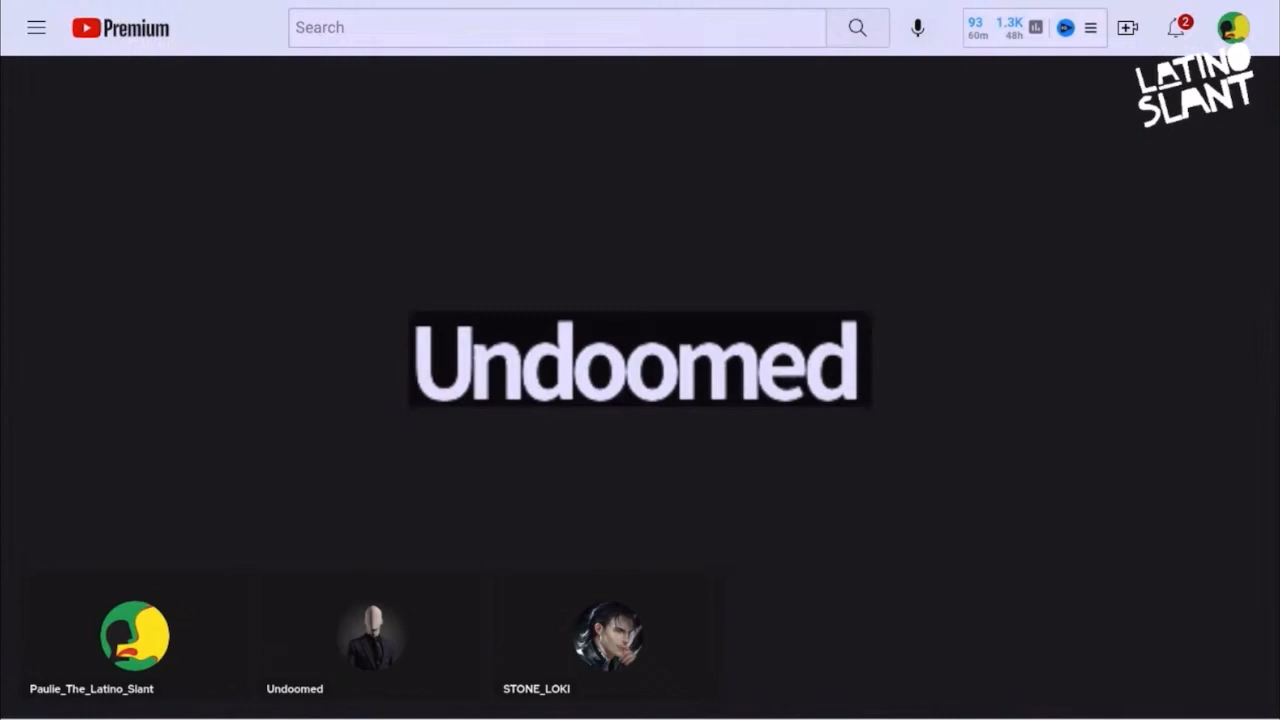 Premium
Search
93
1.3K
60m
48h
2
LATINO
SLANT
Undoomed
Paulie_The_Latino_Slant
Undoomed
STONE_LOKI